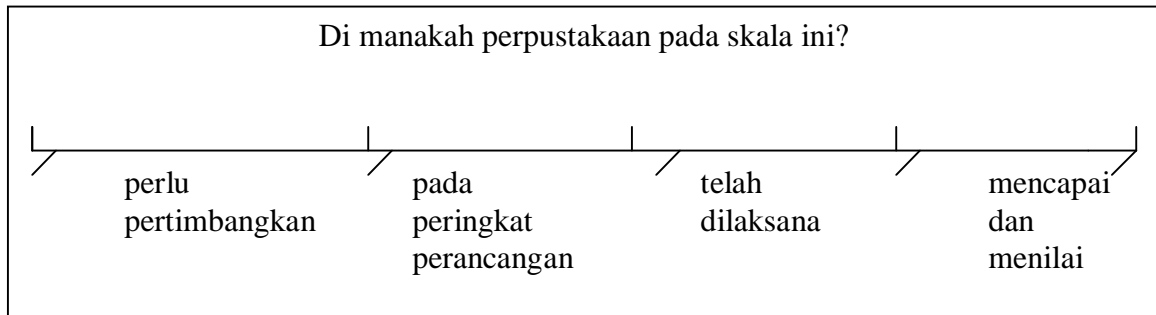 Di manakah perpustakaan pada skala ini?
perlu
pertimbangkan
pada
peringkat
perancangan
telah
dilaksana
mencapai
dan
menilai